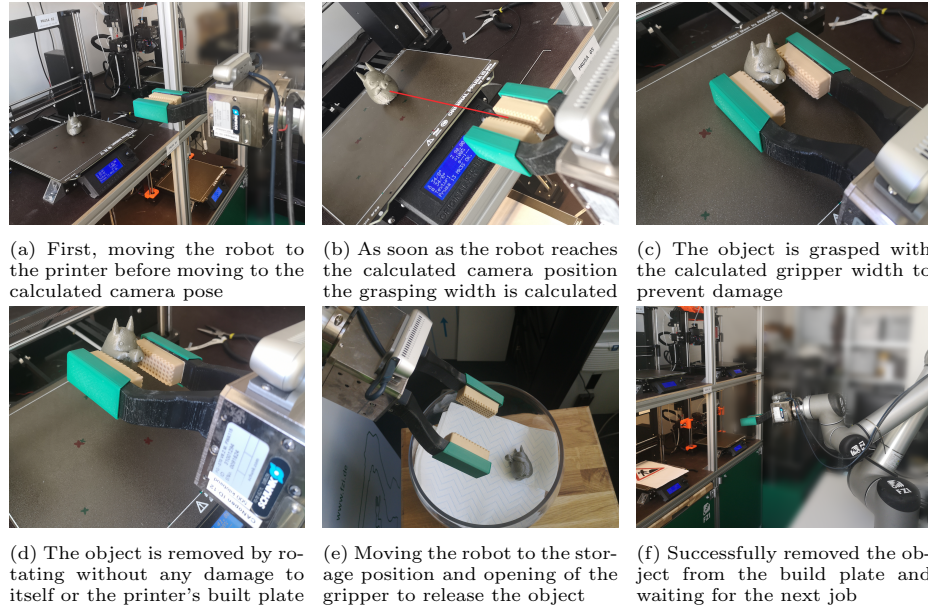 (a) First, moving the robot to
the printer before moving to the
calculated camera pose
(b) As soon as the robot reaches
the calculated camera position
the grasping width is calculated
(c) The object is grasped with
the calculated gripper width to
prevent damage
(d) The object is removed by ro-
tating without any damage to
itself or the printer's built plate
(e) Moving the robot to the stor-
age position and opening of the
gripper to release the object
(f) Successfully removed the ob-
ject from the build plate and
waiting for the next job